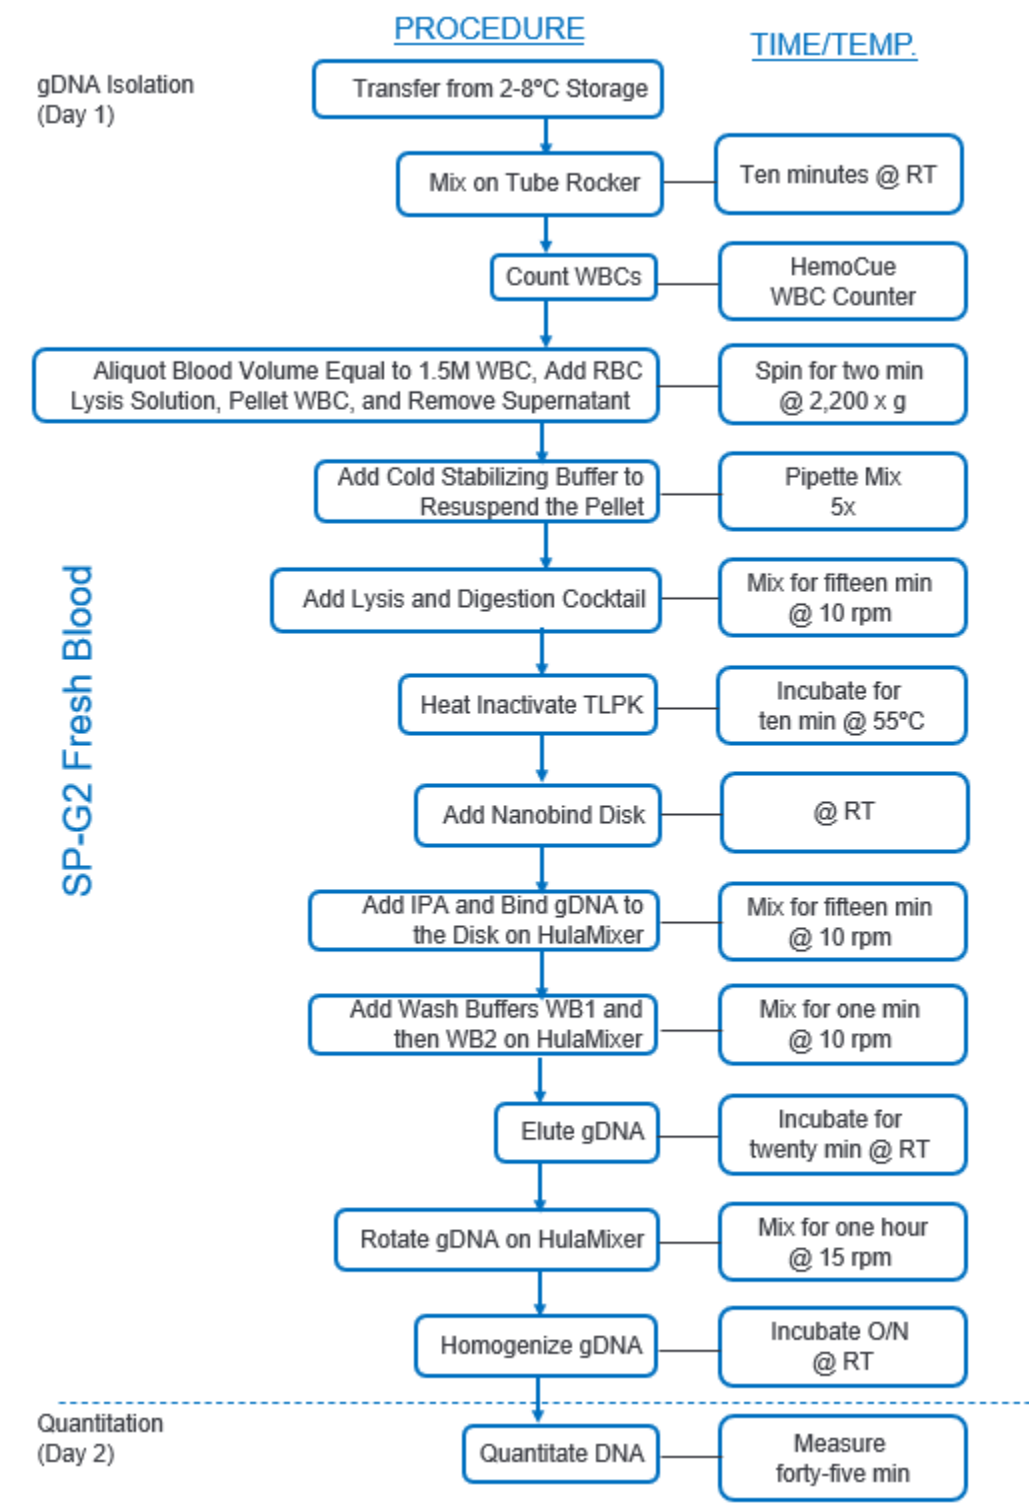 PROCEDURE
TIME/TEMP.
gDNA Isolation
(Day 1)
Transfer from 2-8ºC Storage
Mix on Tube Rocker
Ten minutes @ RT
Count WBCs
HemoCue
WBC Counter
Aliquot Blood Volume Equal to 1.5M WBC, Add RBC
Lysis Solution, Pellet WBC, and Remove Supernatant
Spin for two min
@ 2,200 x g
Add Cold Stabilizing Buffer to
Resuspend the Pellet
Pipette Mix
5x
SP-G2 Fresh Blood
Add Lysis and Digestion Cocktail
Mix for fifteen min
@ 10 rpm
Heat Inactivate TLPK
Incubate for
ten min @ 55ºC
Add Nanobind Disk
@ RT
Add IPA and Bind gDNA to
the Disk on HulaMixer
Mix for fifteen min
@ 10 rpm
Add Wash Buffers WB1 and
then WB2 on HulaMixer
Mix for one min
@ 10 rpm
Elute gDNA
Incubate for
twenty min @ RT
Rotate gDNA on HulaMixer
Mix for one hour
@ 15 rpm
Homogenize gDNA
Incubate O/N
@ RT
Quantitation
(Day 2)
Quantitate DNA
Measure
forty-five min